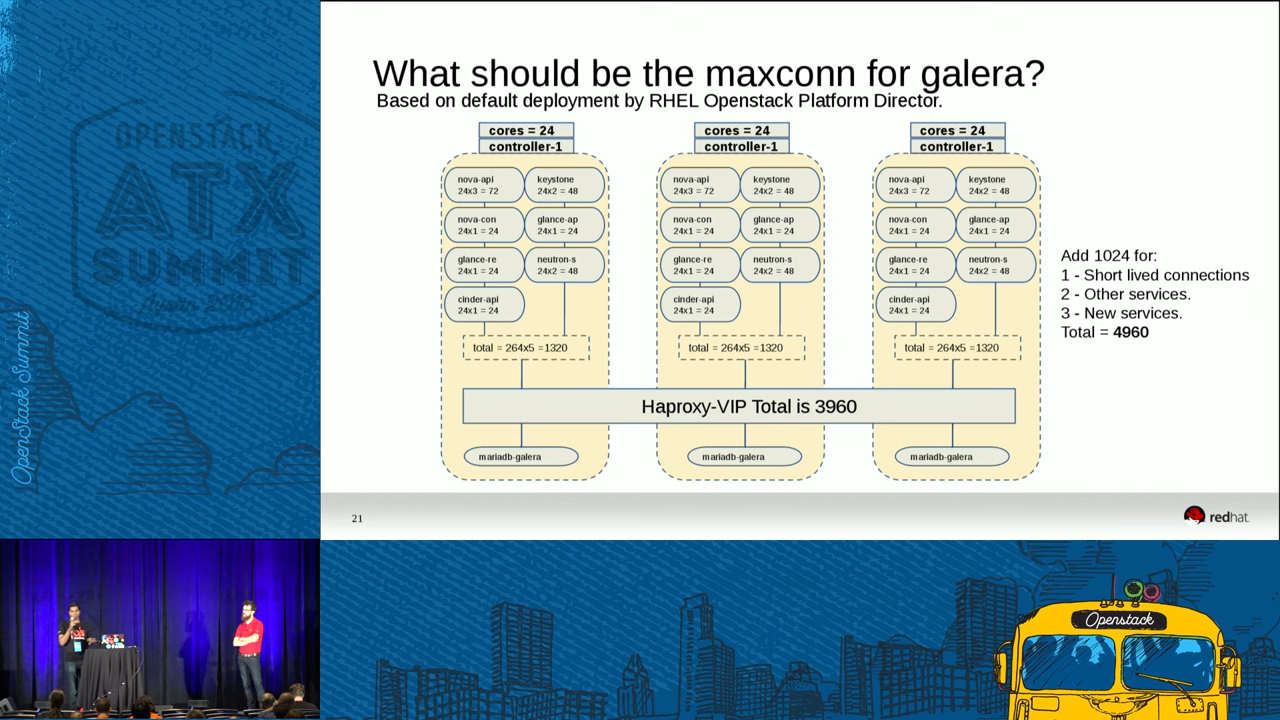 OPENSTACK
ATX
SUMMIT
OpenStack Summit
What should be the maxconn for galera?
Based on default deployment by RHEL Openstack Platform Director.
cores = 24
controller-1
nova-api
24x3 = 72
keystone
24x2 = 48
nova-con
24x1 = 24
glance-ap
24x1 = 24
glance-re
24x1 = 24
neutron-s
24x2 = 48
cinder-api
24x1 = 24
total = 264x5 =1320
cores = 24
controller-1
nova-api
24x3 = 72
keystone
24x2 = 48
nova-con
24x1 = 24
glance-ap
24x1 = 24
glance-re
24x1 = 24
neutron-s
24x2 = 48
cinder-api
24x1 = 24
total = 264x5 =1320
cores = 24
controller-1
nova-api
24x3 = 72
keystone
24x2 = 48
nova-con
24x1 = 24
glance-ap
24x1 = 24
glance-re
24x1 = 24
neutron-s
24x2 = 48
cinder-api
24x1 = 24
total = 264x5 =1320
Haproxy-VIP Total is 3960
mariadb-galera
mariadb-galera
mariadb-galera
Add 1024 for:
1 - Short lived connections
2 - Other services.
3 - New services.
Total = 4960
21
redhat.
Openstack